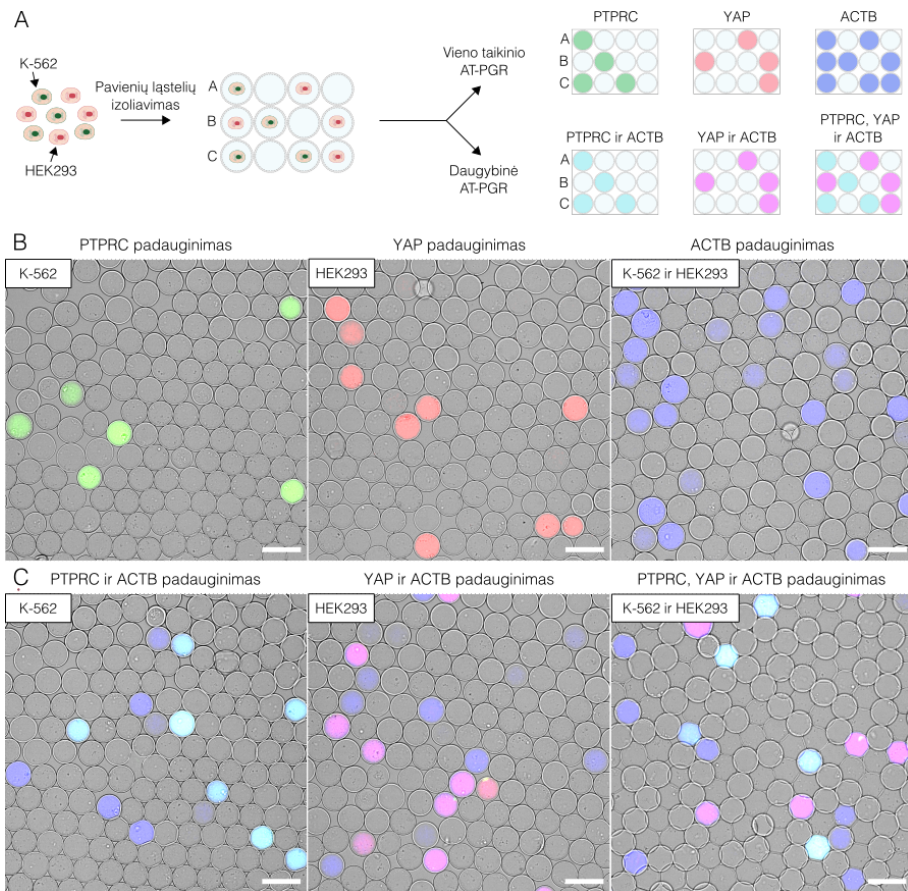 A
K-562
HEK293
Pavienių ląstelių
izoliavimas
A
B
C
Vieno taikinio
AT-PGR
Daugybinė
AT-PGR
PTPRC
YAP
ACTB
A
B
C
PTPRC ir ACTB
YAP ir ACTB
PTPRC, YAP
ir ACTB
A
B
C
B
PTPRC padauginimas
YAP padauginimas
ACTB padauginimas
K-562
HEK293
K-562 ir HEK293
C
PTPRC ir ACTB padauginimas
YAP ir ACTB padauginimas
PTPRC, YAP ir ACTB padauginimas
K-562
HEK293
K-562 ir HEK293